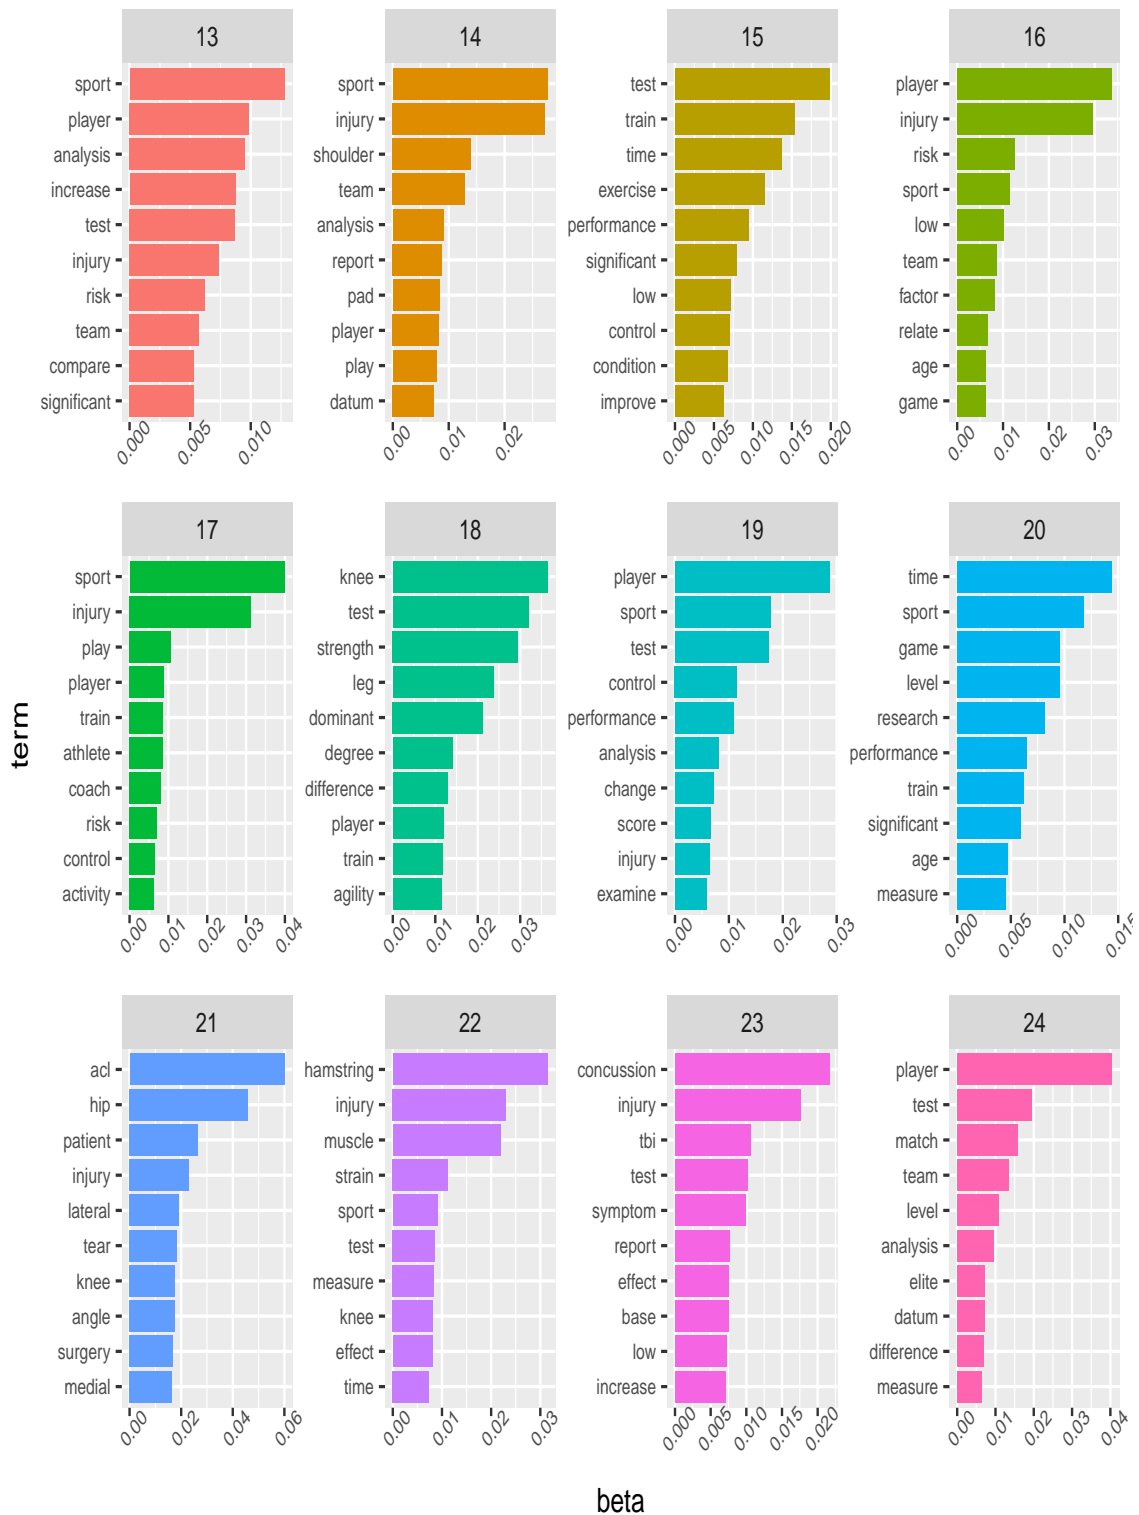 13
sport
player
analysis
increase
test
injury
risk
team
compare
significant
0.000 0.005 0.010
14
sport
injury
shoulder
team
analysis
report
pad
player
play
datum
0.00 0.01 0.02
15
test
train
time
exercise
performance
significant
low
control
condition
improve
0.000 0.005 0.010 0.015 0.020
16
player
injury
risk
sport
low
team
factor
relate
age
game
0.00 0.01 0.02 0.03
term
17
sport
injury
play
player
train
athlete
coach
risk
control
activity
0.00 0.01 0.02 0.03 0.04
18
knee
test
strength
leg
dominant
degree
difference
player
train
agility
0.00 0.01 0.02 0.03
19
player
sport
test
control
performance
analysis
change
score
injury
examine
0.00 0.01 0.02 0.03
20
time
sport
game
level
research
performance
train
significant
age
measure
0.000 0.005 0.010 0.015
21
acl
hip
patient
injury
lateral
tear
knee
angle
surgery
medial
0.00 0.02 0.04 0.06
22
hamstring
injury
muscle
strain
sport
test
measure
knee
effect
time
0.00 0.01 0.02 0.03
23
concussion
injury
tbi
test
symptom
report
effect
base
low
increase
0.000 0.005 0.010 0.015 0.020
24
player
test
match
team
level
analysis
elite
datum
difference
measure
0.00 0.01 0.02 0.03 0.04
beta